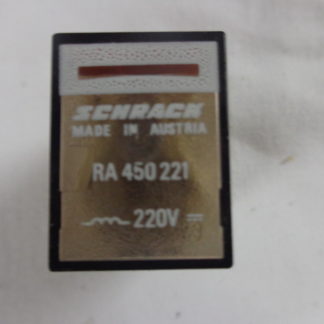 SCHRACK
MADE IN AUSTRIA
RA 450 221
220V